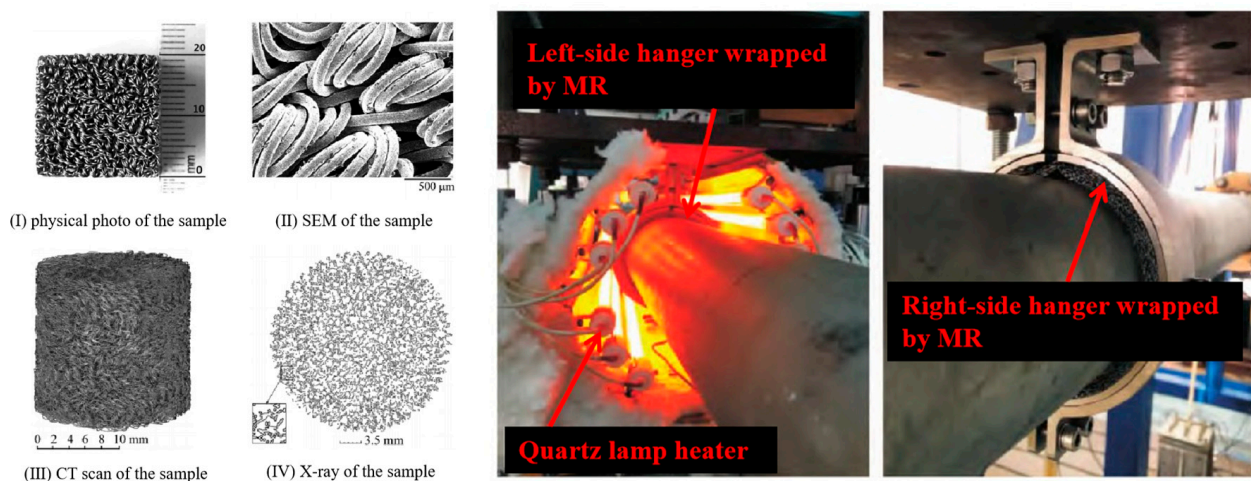 20
10
0
mm
500 μm
(I) physical photo of the sample
(II) SEM of the sample
0 2 4 6 8 10 mm
3.5 mm
(III) CT scan of the sample
(IV) X-ray of the sample
Left-side hanger wrapped
by MR
Quartz lamp heater
Right-side hanger wrapped
by MR